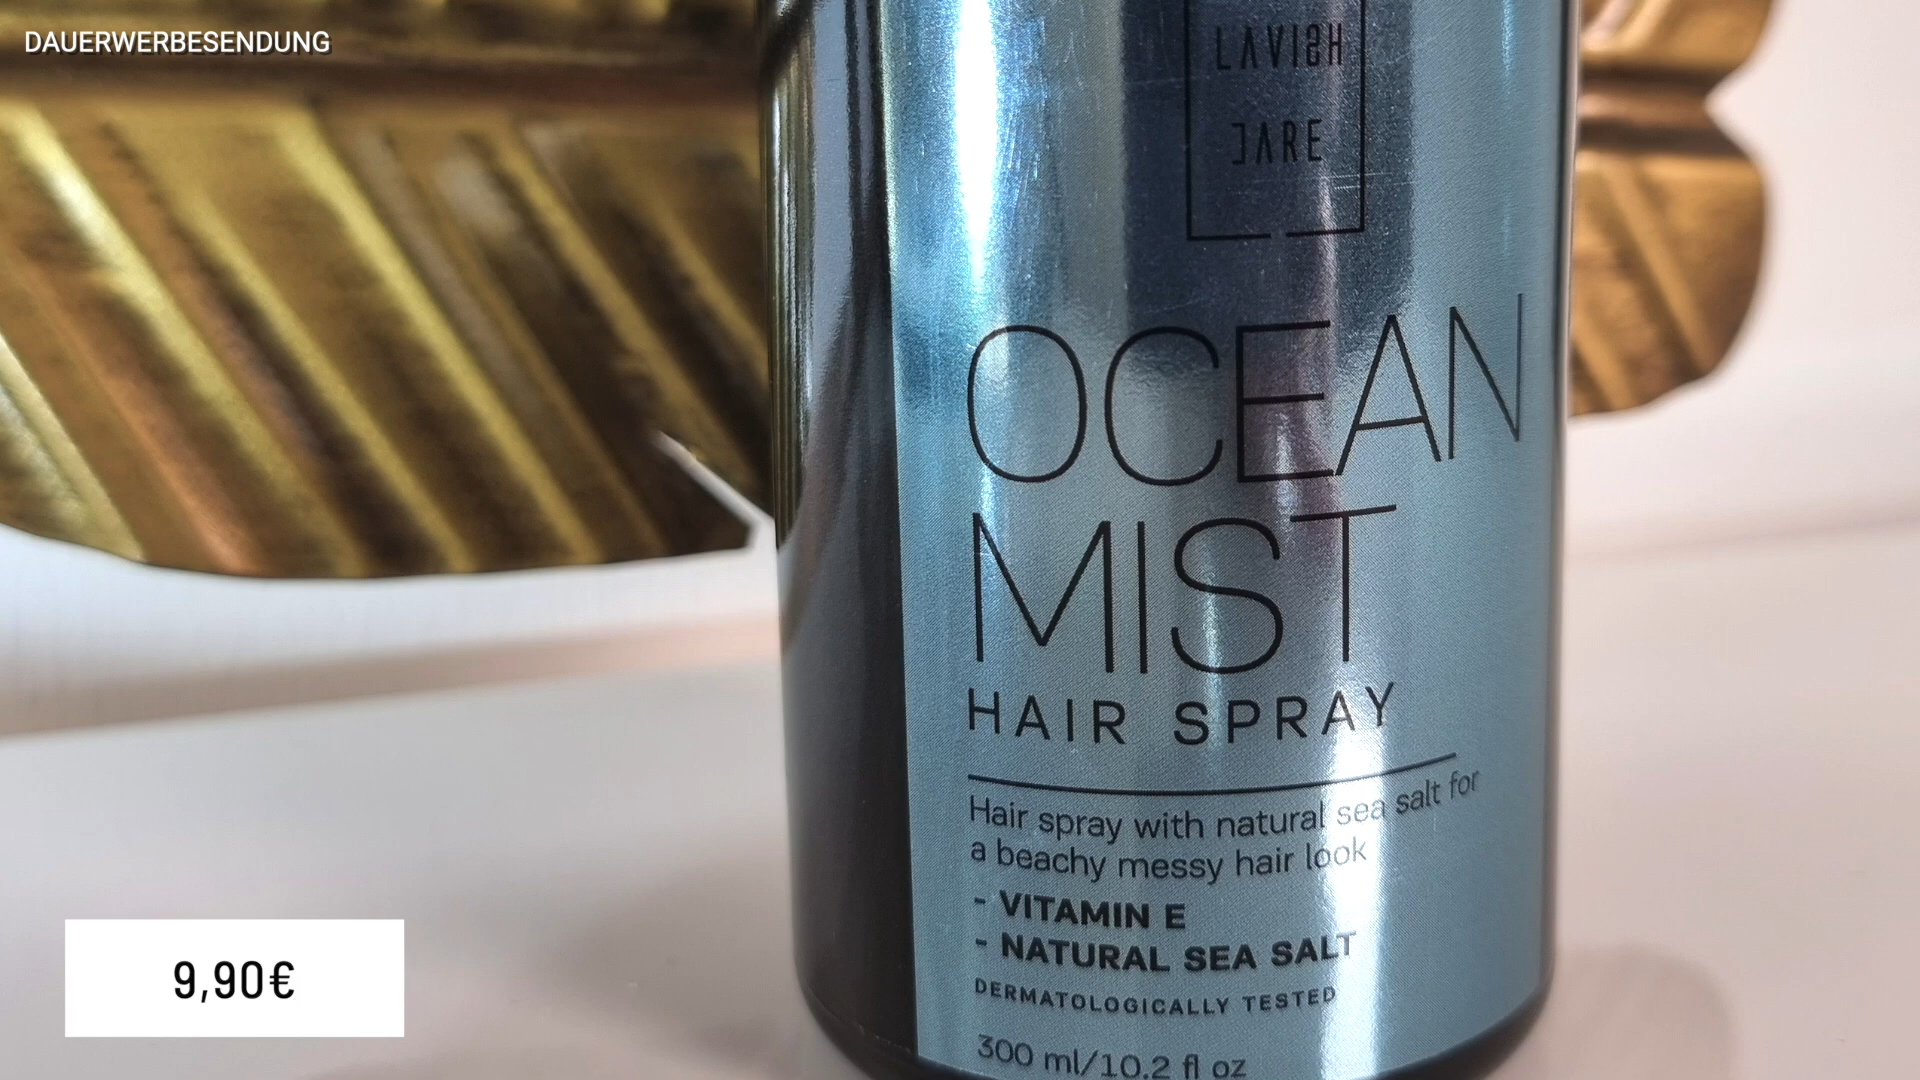 DAUERWERBESENDUNG
LAVISH
CARE
OCEAN
MIST
HAIR SPRAY
Hair spray with natural sea salt for
a beachy messy hair look
- VITAMIN E
- NATURAL SEA SALT
DERMATOLOGICALLY TESTED
300 ml/10.2 fl oz
9,90€